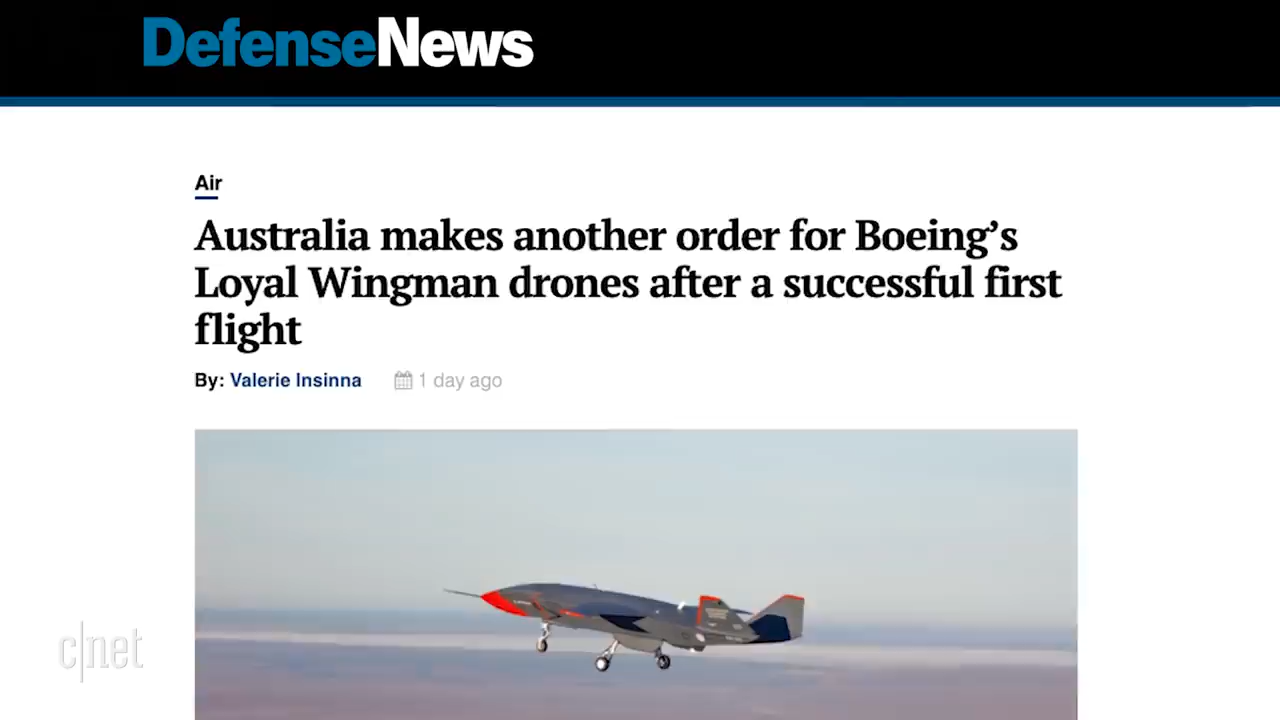 DefenseNews
Air
Australia makes another order for Boeing's
Loyal Wingman drones after a successful first
flight
By: Valerie Insinna 1 day ago
c|net